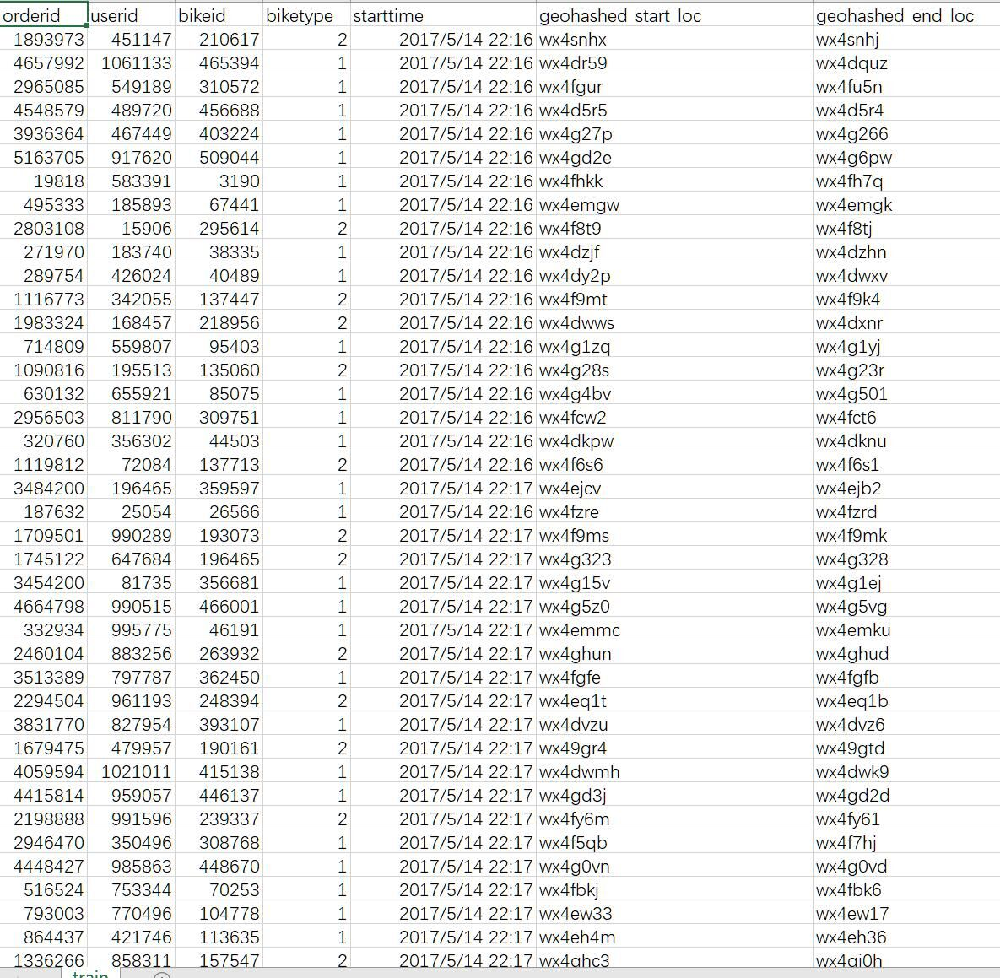 orderid userid bikeid biketype starttime geohashed_start_loc geohashed_end_loc
1893973 451147 210617 2 2017/5/14 22:16 wx4snhx wx4snhj
4657992 1061133 465394 1 2017/5/14 22:16 wx4dr59 wx4dquz
2965085 549189 310572 1 2017/5/14 22:16 wx4fgur wx4fu5n
4548579 489720 456688 1 2017/5/14 22:16 wx4d5r5 wx4d5r4
3936364 467449 403224 1 2017/5/14 22:16 wx4g27p wx4g266
5163705 917620 509044 1 2017/5/14 22:16 wx4gd2e wx4g6pw
19818 583391 3190 1 2017/5/14 22:16 wx4fhkk wx4fh7q
495333 185893 67441 1 2017/5/14 22:16 wx4emgw wx4emgk
2803108 15906 295614 2 2017/5/14 22:16 wx4f8t9 wx4f8tj
271970 183740 38335 1 2017/5/14 22:16 wx4dzjf wx4dzhn
289754 426024 40489 1 2017/5/14 22:16 wx4dy2p wx4dwxv
1116773 342055 137447 2 2017/5/14 22:16 wx4f9mt wx4f9k4
1983324 168457 218956 2 2017/5/14 22:16 wx4dwws wx4dxnr
714809 559807 95403 1 2017/5/14 22:16 wx4g1zq wx4g1yj
1090816 195513 135060 2 2017/5/14 22:16 wx4g28s wx4g23r
630132 655921 85075 1 2017/5/14 22:16 wx4g4bv wx4g501
2956503 811790 309751 1 2017/5/14 22:16 wx4fcw2 wx4fct6
320760 356302 44503 1 2017/5/14 22:16 wx4dkpw wx4dknu
1119812 72084 137713 2 2017/5/14 22:16 wx4f6s6 wx4f6s1
3484200 196465 359597 1 2017/5/14 22:17 wx4ejcv wx4ejb2
187632 25054 26566 1 2017/5/14 22:16 wx4fzre wx4fzrd
1709501 990289 193073 2 2017/5/14 22:17 wx4f9ms wx4f9mk
1745122 647684 196465 2 2017/5/14 22:17 wx4g323 wx4g328
3454200 81735 356681 1 2017/5/14 22:17 wx4g15v wx4g1ej
4664798 990515 466001 1 2017/5/14 22:17 wx4g5z0 wx4g5vg
332934 995775 46191 1 2017/5/14 22:17 wx4emmc wx4emku
2460104 883256 263932 2 2017/5/14 22:17 wx4ghun wx4ghud
3513389 797787 362450 1 2017/5/14 22:17 wx4fgfe wx4fgfb
2294504 961193 248394 2 2017/5/14 22:17 wx4eq1t wx4eq1b
3831770 827954 393107 1 2017/5/14 22:17 wx4dvzu wx4dvz6
1679475 479957 190161 2 2017/5/14 22:17 wx49gr4 wx49gtd
4059594 1021011 415138 1 2017/5/14 22:17 wx4dwmh wx4dwk9
4415814 959057 446137 1 2017/5/14 22:17 wx4gd3j wx4gd2d
2198888 991596 239337 2 2017/5/14 22:17 wx4fy6m wx4fy61
2946470 350496 308768 1 2017/5/14 22:17 wx4f5qb wx4f7hj
4448427 985863 448670 1 2017/5/14 22:17 wx4g0vn wx4g0vd
516524 753344 70253 1 2017/5/14 22:17 wx4fbkj wx4fbk6
793003 770496 104778 1 2017/5/14 22:17 wx4ew33 wx4ew17
864437 421746 113635 1 2017/5/14 22:17 wx4eh4m wx4eh36
1336266 858311 157547 2 2017/5/14 22:17 wx4ghc3 wx4gj0h
train